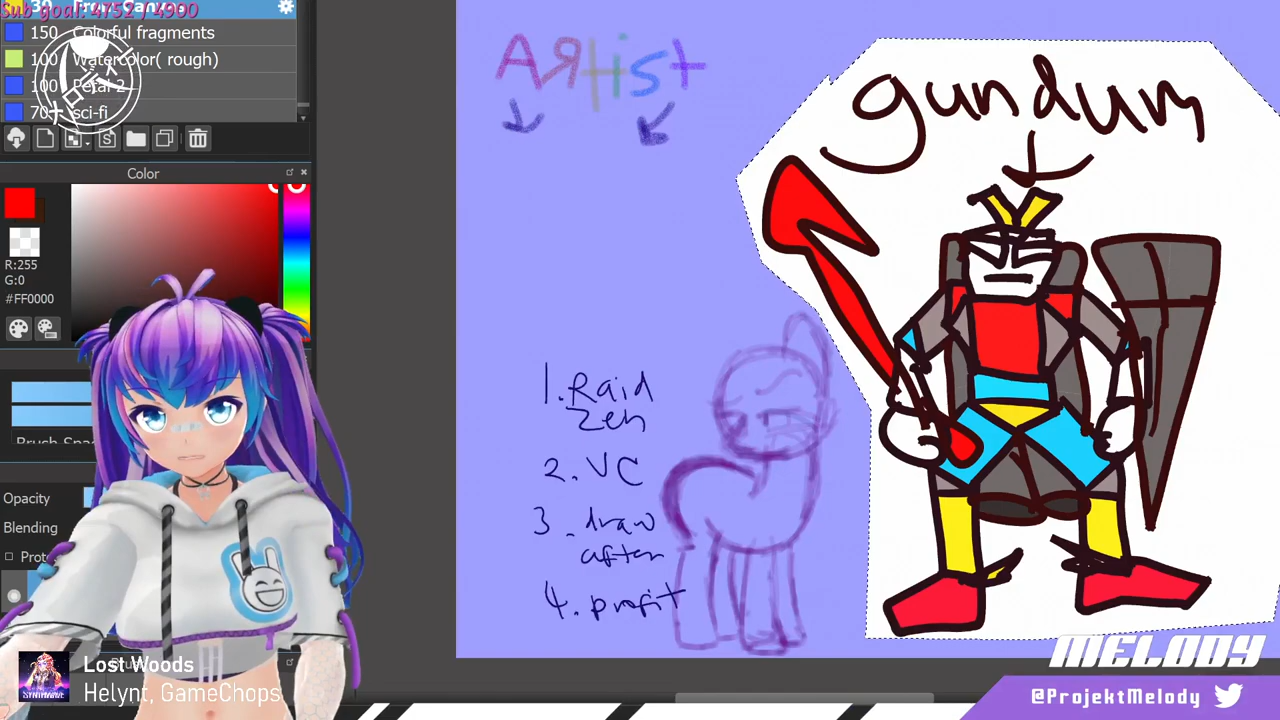 Sub goal: 4752 / 4900
150 Colorful fragments
100 Watercolor( rough)
100 Petal 2
70 sci-fi
Color
R:255
G:0
#FF0000
Opacity
Blending
ARtist
gundum
1. Raid
Zen
2. VC
3. draw
after
4. profit
Lost Woods
Helynt, GameChops
MELODY
@ProjektMelody